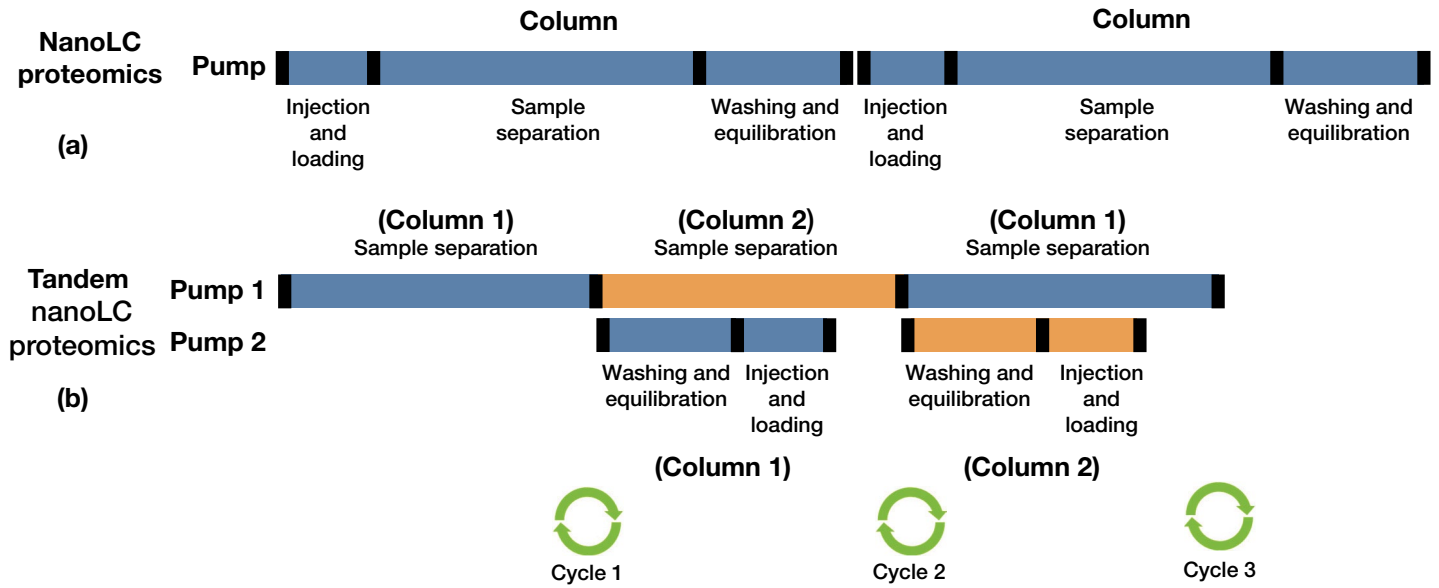 Column
Column
NanoLC
proteomics
Pump
Injection
and
loading
Sample
separation
Washing and
equilibration
Injection
and
loading
Sample
separation
Washing and
equilibration
(a)
(Column 1)
Sample separation
(Column 2)
Sample separation
(Column 1)
Sample separation
Tandem
nanoLC
proteomics
Pump 1
Pump 2
Washing and
equilibration
Injection
and
loading
Washing and
equilibration
Injection
and
loading
(b)
(Column 1)
(Column 2)
Cycle 1
Cycle 2
Cycle 3